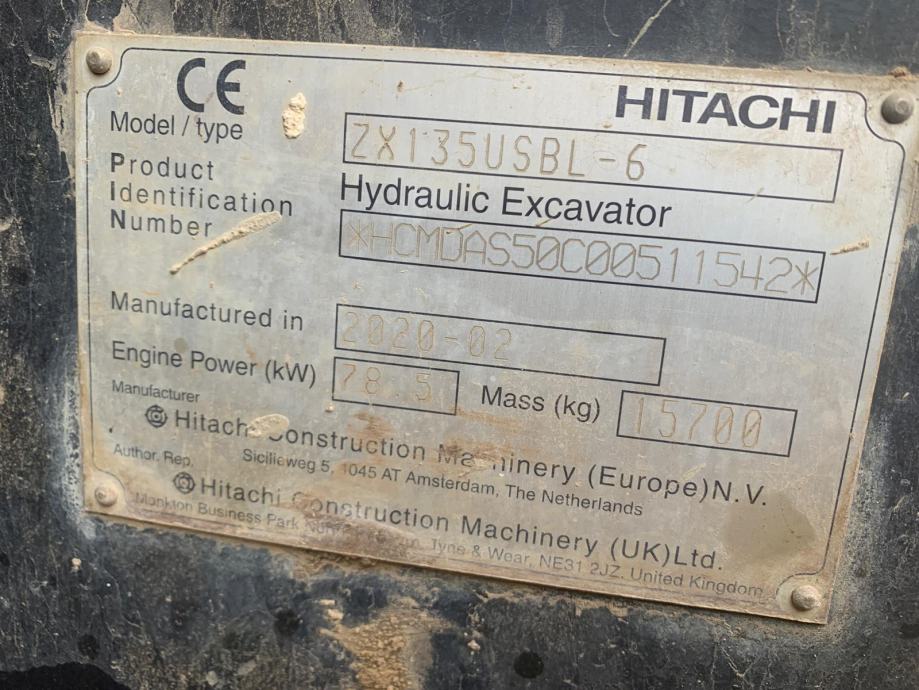 CE
HITACHI
Model / type ZX135USBL-6
Product
Identification Hydraulic Excavator
Number *HCMDAS50C00511542*
Manufactured in 2020-02
Engine Power (kW) 78.5 Mass (kg) 15700
Manufacturer
Hitachi Construction Machinery (Europe) N.V.
Siciliëweg 5, 1045 AT Amsterdam, The Netherlands
Author. Rep.
Hitachi Construction Machinery (UK) Ltd.
Monkton Business Park Tyne & Wear, NE31 2JZ. United Kingdom